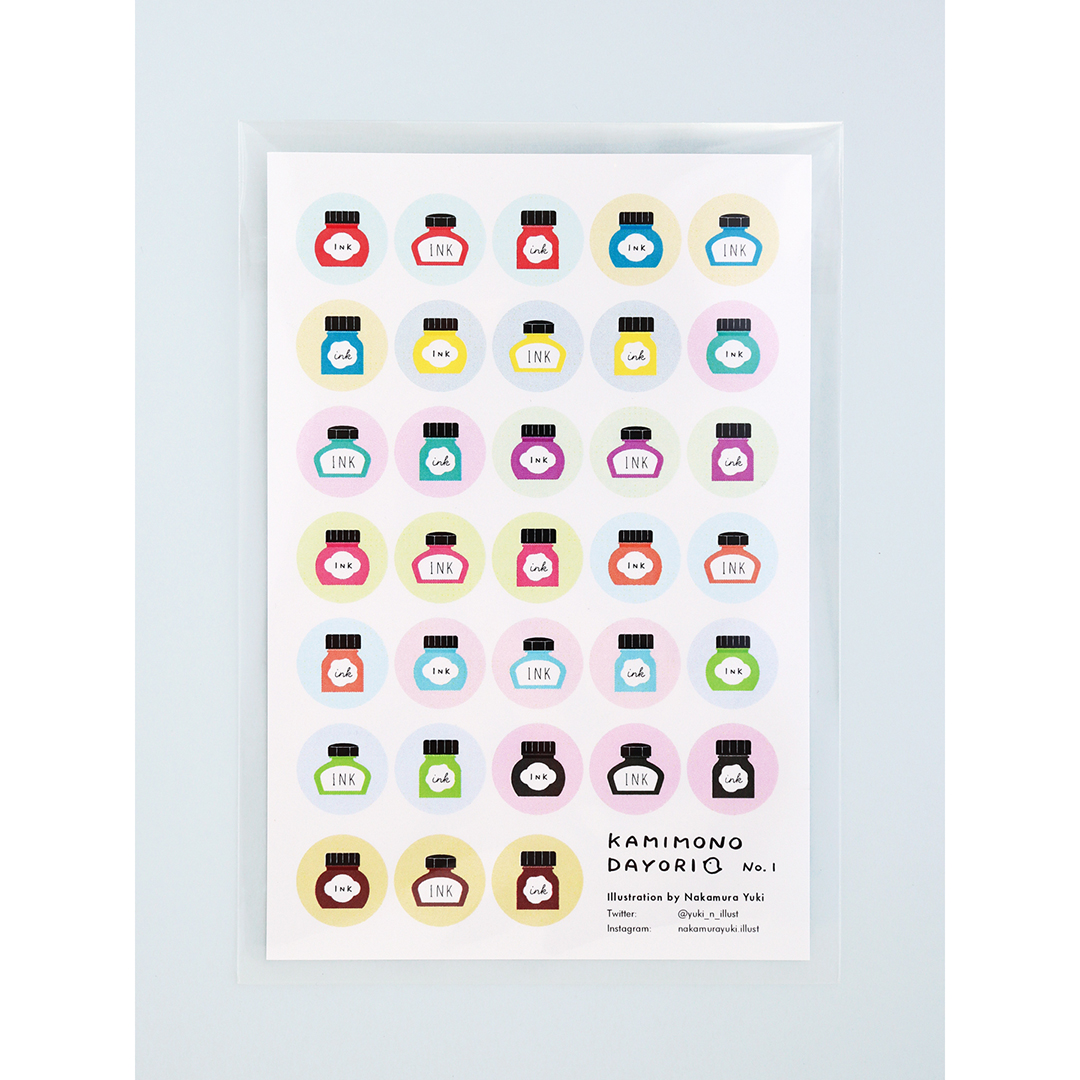 INK INK ink INK INK
ink INK INK ink INK
INK ink INK INK ink
INK INK ink INK INK
ink INK INK ink INK
INK ink INK INK ink
INK INK ink
KAMIMONO
DAYORI No. 1
Illustration by Nakamura Yuki
Twitter: @yuki_n_illust
Instagram: nakamurayuki.illust